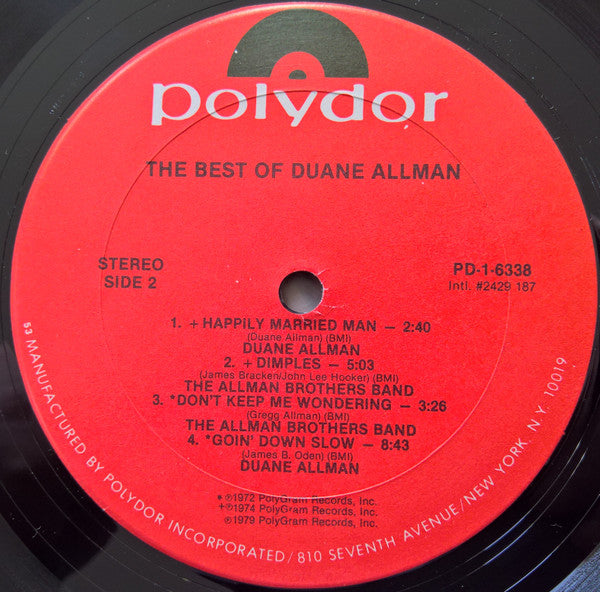 polydor
THE BEST OF DUANE ALLMAN
STEREO
SIDE 2
PD-1-6338
Intl. #2429 187
1. + HAPPILY MARRIED MAN — 2:40
(Duane Allman) (BMI)
DUANE ALLMAN
2. + DIMPLES — 5:03
(James Bracken/John Lee Hooker) (BMI)
THE ALLMAN BROTHERS BAND
3. *DON'T KEEP ME WONDERING — 3:26
(Gregg Allman) (BMI)
THE ALLMAN BROTHERS BAND
4. *GOIN' DOWN SLOW — 8:43
(James B. Oden) (BMI)
DUANE ALLMAN
* ℗1972 PolyGram Records, Inc.
+℗1974 PolyGram Records, Inc.
℗1979 PolyGram Records, Inc.
53 MANUFACTURED BY POLYDOR INCORPORATED/810 SEVENTH AVENUE/NEW YORK. N.Y. 10019